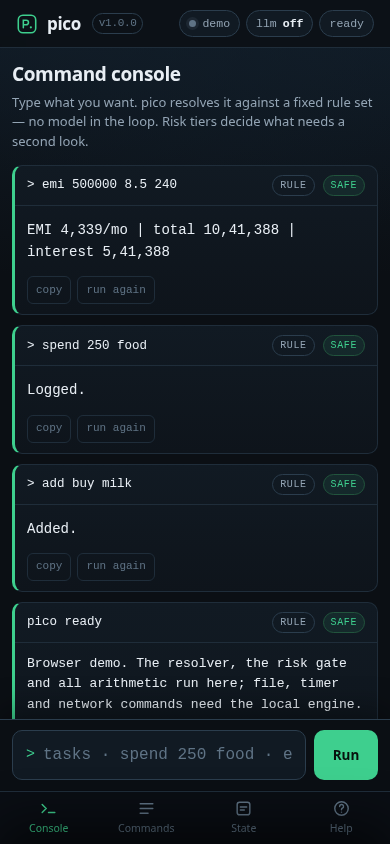 pico v1.0.0 demo llm off ready
Command console
Type what you want. pico resolves it against a fixed rule set
— no model in the loop. Risk tiers decide what needs a
second look.
> emi 500000 8.5 240 RULE SAFE
EMI 4,339/mo | total 10,41,388 |
interest 5,41,388
copy run again
> spend 250 food RULE SAFE
Logged.
copy run again
> add buy milk RULE SAFE
Added.
copy run again
pico ready RULE SAFE
Browser demo. The resolver, the risk gate
and all arithmetic run here; file, timer
and network commands need the local engine.
> tasks · spend 250 food · e Run
Console Commands State Help